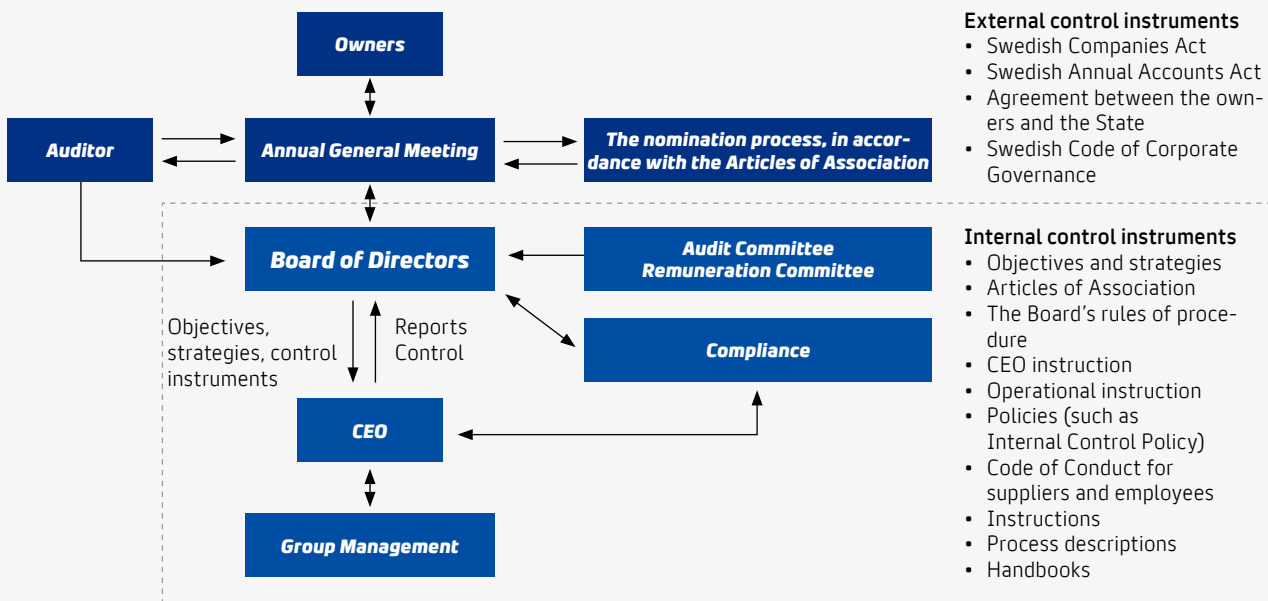 Owners
Auditor
Annual General Meeting
The nomination process, in accor-
dance with the Articles of Association
Board of Directors
Audit Committee
Remuneration Committee
Objectives,
strategies, control
instruments
Reports
Control
Compliance
CEO
Group Management
External control instruments
• Swedish Companies Act
• Swedish Annual Accounts Act
• Agreement between the own-
ers and the State
• Swedish Code of Corporate
Governance
Internal control instruments
• Objectives and strategies
• Articles of Association
• The Board's rules of proce-
dure
• CEO instruction
• Operational instruction
• Policies (such as
Internal Control Policy)
• Code of Conduct for
suppliers and employees
• Instructions
• Process descriptions
• Handbooks